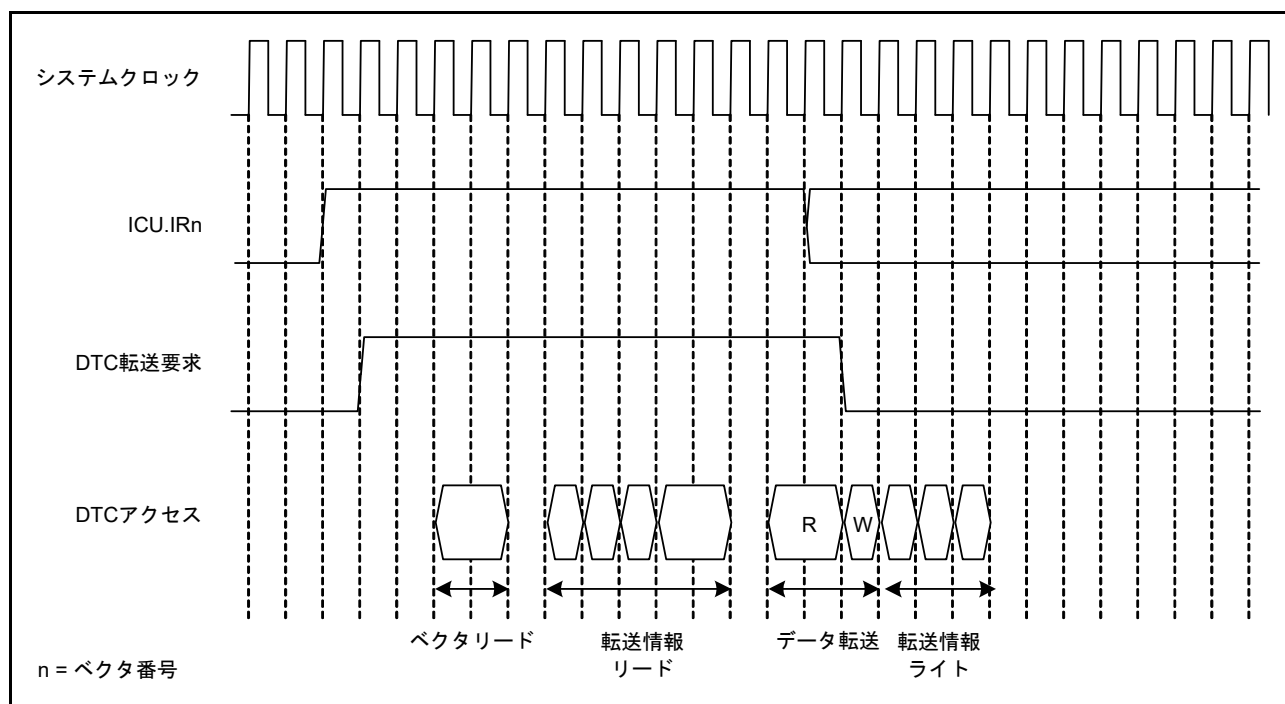 システムクロック
ICU.IRn
DTC転送要求
DTCアクセス
R
W
ベクタリード
転送情報
リード
データ転送
転送情報
ライト
n = ベクタ番号